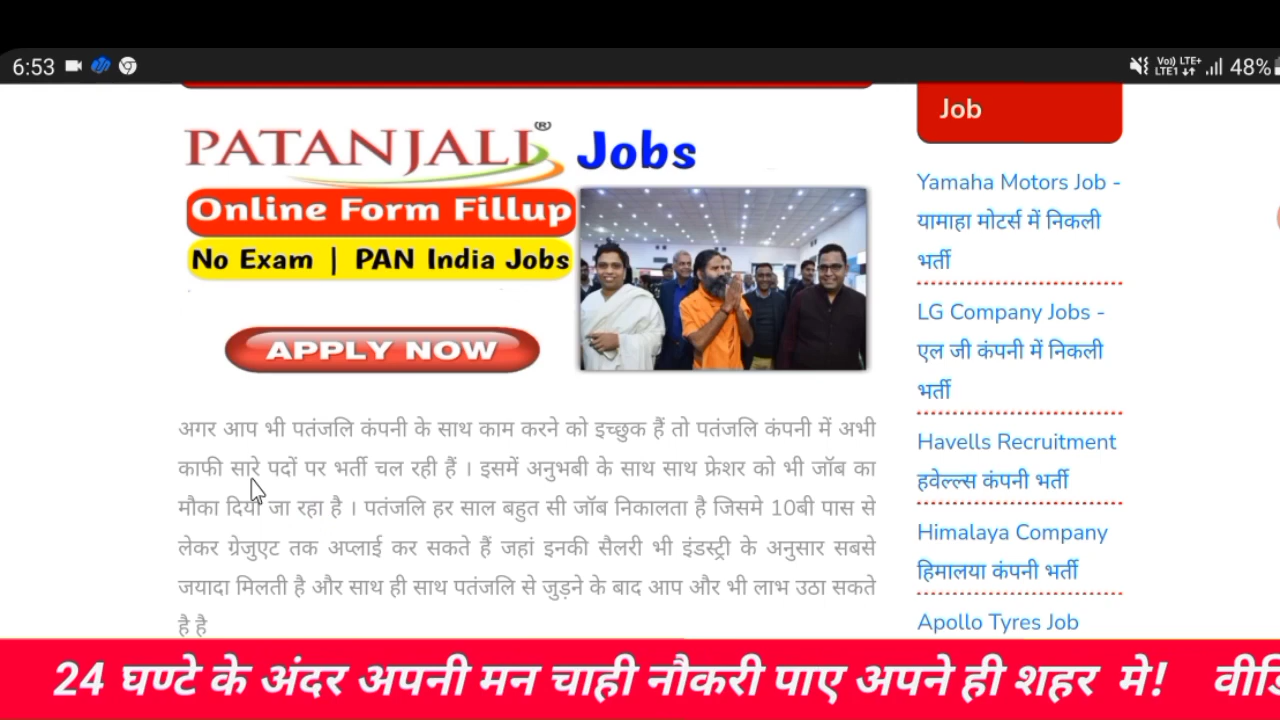 6:53
Vo)) LTE+
LTE1
48%
PATANJALI®
Jobs
Online Form Fillup
No Exam | PAN India Jobs
APPLY NOW
अगर आप भी पतंजलि कंपनी के साथ काम करने को इच्छुक हैं तो पतंजलि कंपनी में अभी
काफी सारे पदों पर भर्ती चल रही हैं । इसमें अनुभबी के साथ साथ फ्रेशर को भी जॉब का
मौका दिया जा रहा है । पतंजलि हर साल बहुत सी जॉब निकालता है जिसमे 10बी पास से
लेकर ग्रेजुएट तक अप्लाई कर सकते हैं जहां इनकी सैलरी भी इंडस्ट्री के अनुसार सबसे
जयादा मिलती है और साथ ही साथ पतंजलि से जुड़ने के बाद आप और भी लाभ उठा सकते
है है
Job
Yamaha Motors Job -
यामाहा मोटर्स में निकली
भर्ती
LG Company Jobs -
एल जी कंपनी में निकली
भर्ती
Havells Recruitment
हवेल्ल्स कंपनी भर्ती
Himalaya Company
हिमालया कंपनी भर्ती
Apollo Tyres Job
24 घण्टे के अंदर अपनी मन चाही नौकरी पाए अपने ही शहर मे!